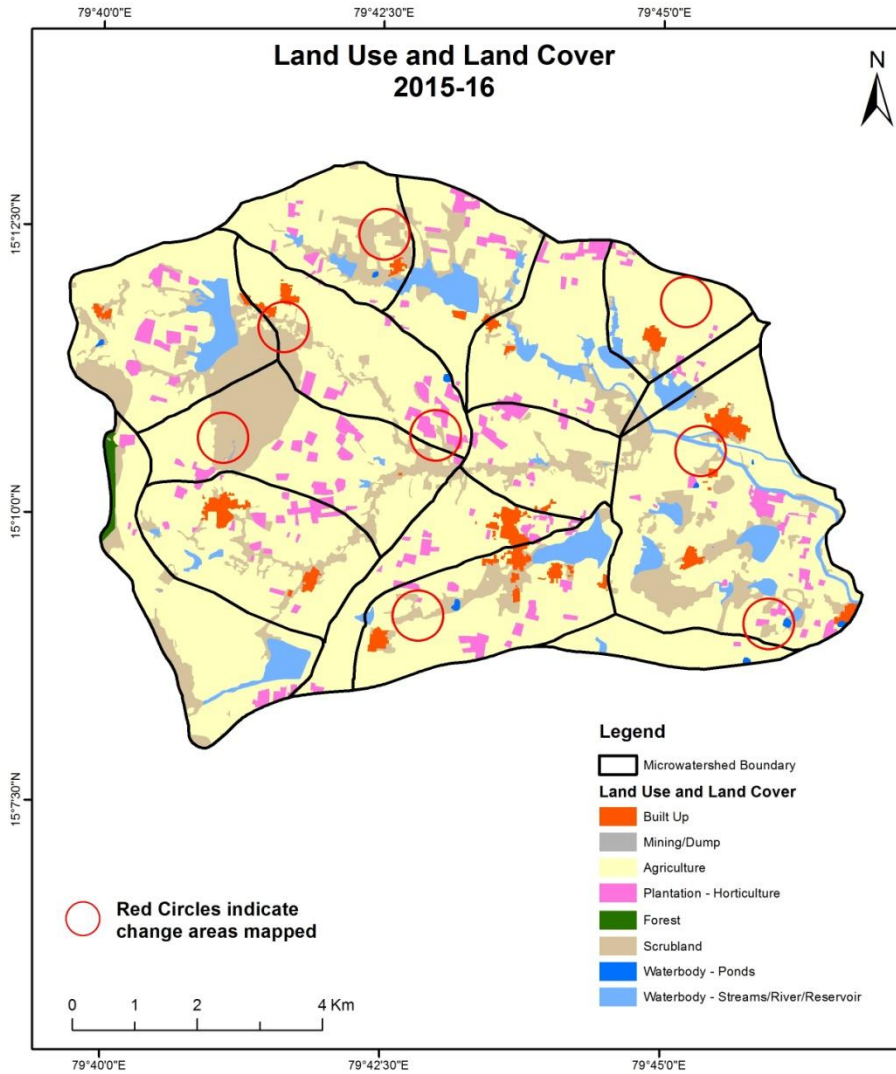 79°40'0"E
79°42'30"E
79°45'0"E
Land Use and Land Cover
2015-16
N
15°12'30"N
15°10'0"N
15°7'30"N
Legend
Microwatershed Boundary
Land Use and Land Cover
Built Up
Mining/Dump
Agriculture
Plantation - Horticulture
Forest
Scrubland
Waterbody - Ponds
Waterbody - Streams/River/Reservoir
Red Circles indicate
change areas mapped
0 1 2 4 Km
79°40'0"E
79°42'30"E
79°45'0"E